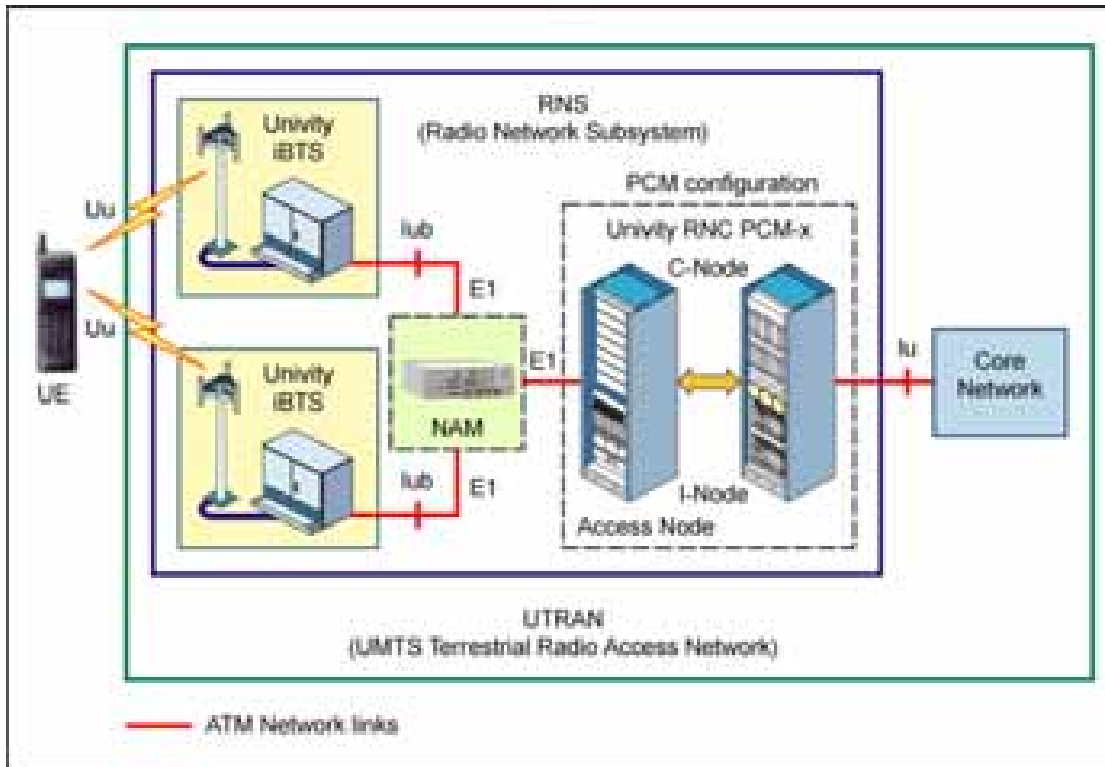 RNS
(Radio Network Subsystem)
Univity
iBTS
Uu
Iub
E1
UE
Uu
Univity
iBTS
Iub
E1
NAM
E1
PCM configuration
Univity RNC PCM-x
C-Node
I-Node
Access Node
Iu
Core
Network
UTRAN
(UMTS Terrestrial Radio Access Network)
ATM Network links